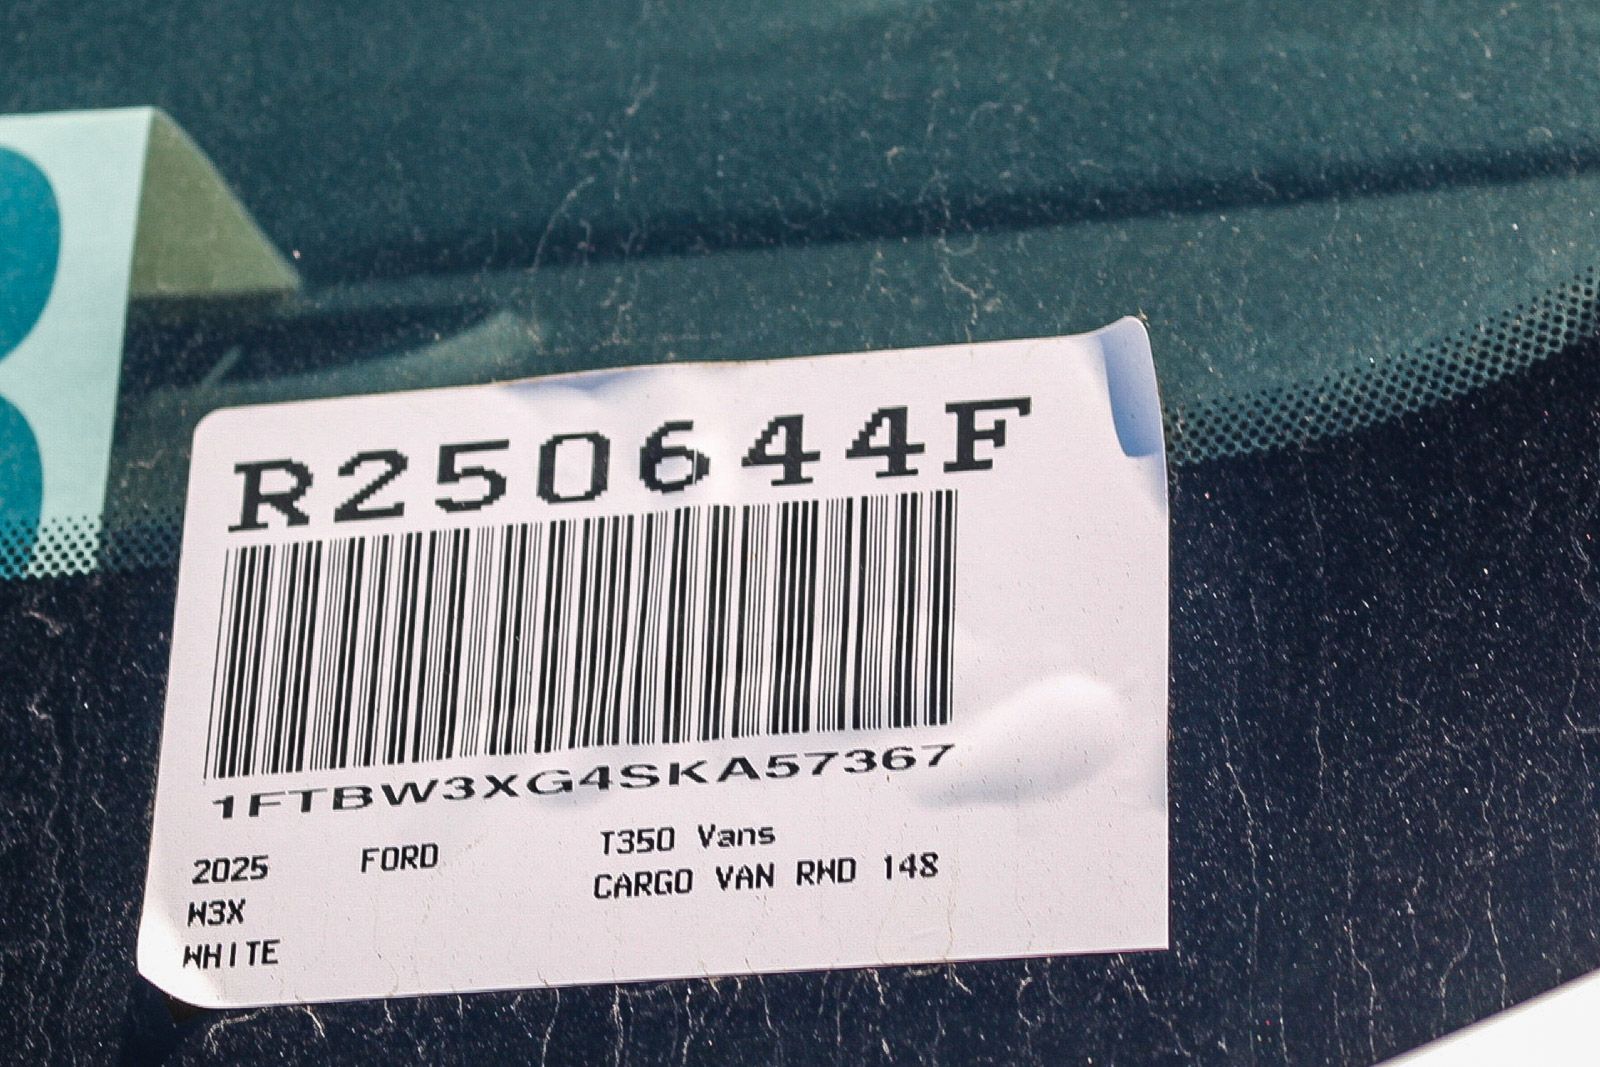 R250644F
1FTBW3XG4SKA57367
2025 FORD T350 Vans
W3X CARGO VAN RWD 148
WHITE